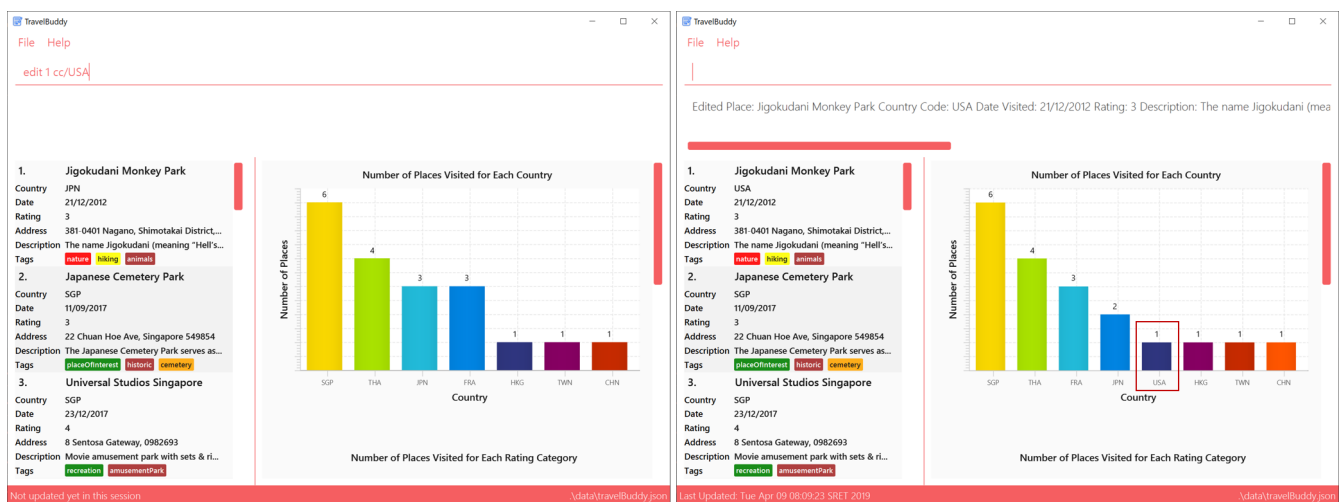 TravelBuddy
File Help
edit 1 cc/USA
1. Jigokudani Monkey Park
Country JPN
Date 21/12/2012
Rating 3
Address 381-0401 Nagano, Shimotakai District,...
Description The name Jigokudani (meaning "Hell's...
Tags nature hiking animals
2. Japanese Cemetery Park
Country SGP
Date 11/09/2017
Rating 3
Address 22 Chuan Hoe Ave, Singapore 549854
Description The Japanese Cemetery Park serves as...
Tags placeOfInterest historic cemetery
3. Universal Studios Singapore
Country SGP
Date 23/12/2017
Rating 4
Address 8 Sentosa Gateway, 0982693
Description Movie amusement park with sets & ri...
Tags recreation amusementPark
Number of Places Visited for Each Country
Number of Places
6
4
3
3
1
1
1
SGP THA JPN FRA HKG TWN CHN
Country
Number of Places Visited for Each Rating Category
Not updated yet in this session .\data\travelBuddy.json
TravelBuddy
File Help
Edited Place: Jigokudani Monkey Park Country Code: USA Date Visited: 21/12/2012 Rating: 3 Description: The name Jigokudani (mea
1. Jigokudani Monkey Park
Country USA
Date 21/12/2012
Rating 3
Address 381-0401 Nagano, Shimotakai District,...
Description The name Jigokudani (meaning "Hell's...
Tags nature hiking animals
2. Japanese Cemetery Park
Country SGP
Date 11/09/2017
Rating 3
Address 22 Chuan Hoe Ave, Singapore 549854
Description The Japanese Cemetery Park serves as...
Tags placeOfInterest historic cemetery
3. Universal Studios Singapore
Country SGP
Date 23/12/2017
Rating 4
Address 8 Sentosa Gateway, 0982693
Description Movie amusement park with sets & ri...
Tags recreation amusementPark
Number of Places Visited for Each Country
Number of Places
6
4
3
2
1
1
1
1
SGP THA FRA JPN USA HKG TWN CHN
Country
Number of Places Visited for Each Rating Category
Last Updated: Tue Apr 09 08:09:23 SRET 2019 .\data\travelBuddy.json